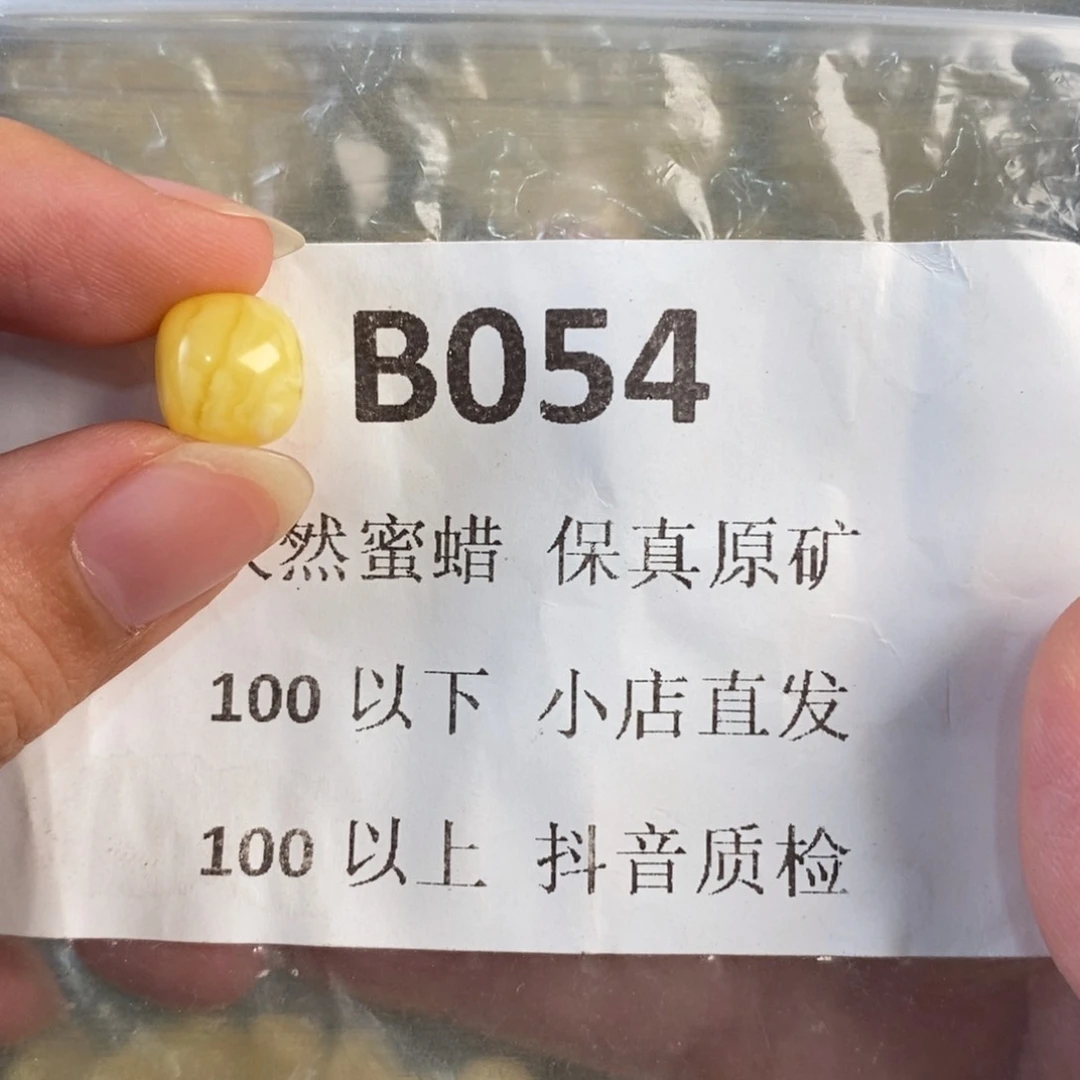 B054
然蜜蜡 保真原矿
100 以下 小店直发
100 以上 抖音质检